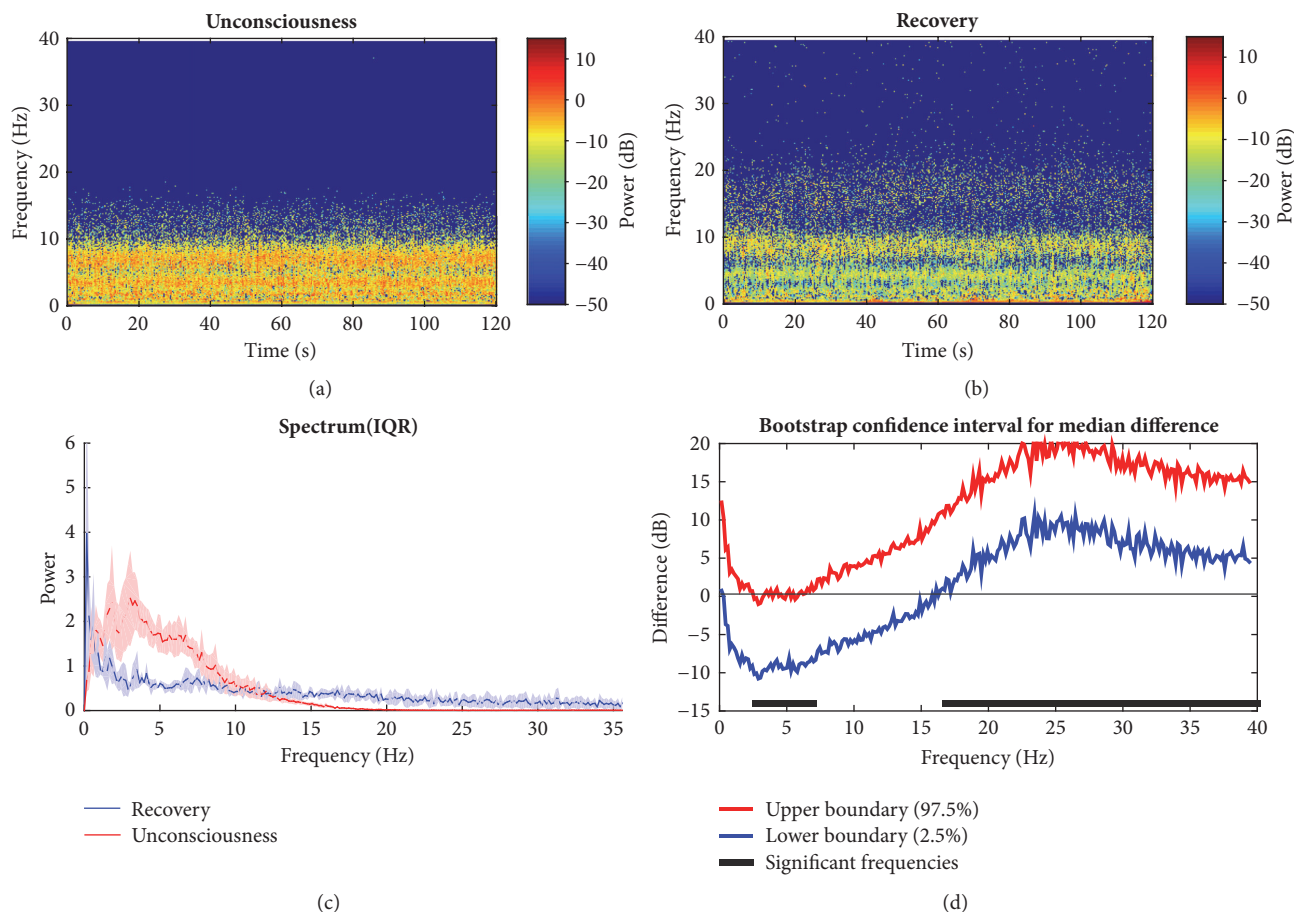 Unconsciousness
40
30
20
10
0
Frequency (Hz)
0 20 40 60 80 100 120
Time (s)
10
0
−10
−20
−30
−40
−50
Power (dB)
(a)
Recovery
40
30
20
10
0
Frequency (Hz)
0 20 40 60 80 100 120
Time (s)
10
0
−10
−20
−30
−40
−50
Power (dB)
(b)
Spectrum(IQR)
6
5
4
3
2
1
0
Power
0 5 10 15 20 25 30 35
Frequency (Hz)
Recovery
Unconsciousness
(c)
Bootstrap confidence interval for median difference
20
15
10
5
0
−5
−10
−15
Difference (dB)
0 5 10 15 20 25 30 35 40
Frequency (Hz)
Upper boundary (97.5%)
Lower boundary (2.5%)
Significant frequencies
(d)